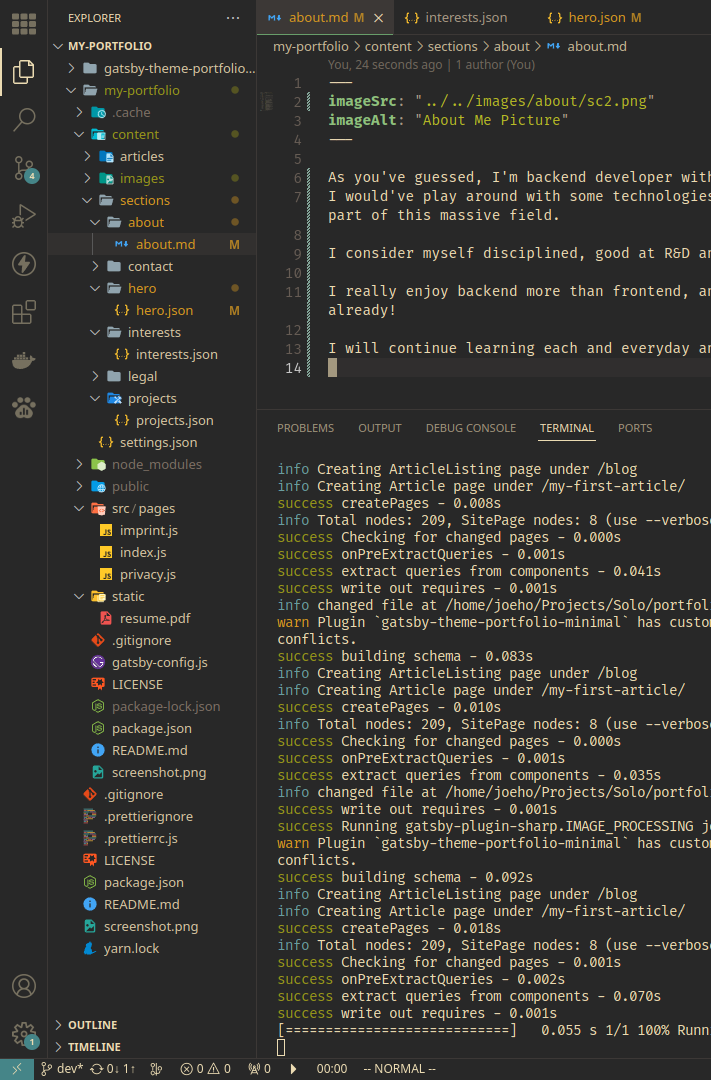 EXPLORER
MY-PORTFOLIO
gatsby-theme-portfolio...
my-portfolio
.cache
content
articles
images
sections
about
about.md M
contact
hero
hero.json M
interests
interests.json
legal
projects
projects.json
settings.json
node_modules
public
src/pages
imprint.js
index.js
privacy.js
static
resume.pdf
.gitignore
gatsby-config.js
LICENSE
package-lock.json
package.json
README.md
screenshot.png
.gitignore
.prettierignore
.prettierrc.js
LICENSE
package.json
README.md
screenshot.png
yarn.lock
OUTLINE
TIMELINE
4
1
about.md M
interests.json
hero.json M
my-portfolio > content > sections > about > about.md
You, 24 seconds ago | 1 author (You)
1 ---
2 imageSrc: "../../images/about/sc2.png"
3 imageAlt: "About Me Picture"
4 ---
5
6 As you've guessed, I'm backend developer with
7 I would've play around with some technologies
part of this massive field.
8
9 I consider myself disciplined, good at R&D an
10
11 I really enjoy backend more than frontend, an
already!
12
13 I will continue learning each and everyday an
14
PROBLEMS OUTPUT DEBUG CONSOLE TERMINAL PORTS
info Creating ArticleListing page under /blog
info Creating Article page under /my-first-article/
success createPages - 0.008s
info Total nodes: 209, SitePage nodes: 8 (use --verbose
success Checking for changed pages - 0.000s
success onPreExtractQueries - 0.001s
success extract queries from components - 0.041s
success write out requires - 0.001s
info changed file at /home/joeho/Projects/Solo/portfol
warn Plugin `gatsby-theme-portfolio-minimal` has custo
conflicts.
success building schema - 0.083s
info Creating ArticleListing page under /blog
info Creating Article page under /my-first-article/
success createPages - 0.010s
info Total nodes: 209, SitePage nodes: 8 (use --verbose
success Checking for changed pages - 0.000s
success onPreExtractQueries - 0.001s
success extract queries from components - 0.035s
info changed file at /home/joeho/Projects/Solo/portfol
success write out requires - 0.001s
success Running gatsby-plugin-sharp.IMAGE_PROCESSING jo
warn Plugin `gatsby-theme-portfolio-minimal` has custo
conflicts.
success building schema - 0.092s
info Creating ArticleListing page under /blog
info Creating Article page under /my-first-article/
success createPages - 0.018s
info Total nodes: 209, SitePage nodes: 8 (use --verbose
success Checking for changed pages - 0.001s
success onPreExtractQueries - 0.002s
success extract queries from components - 0.070s
success write out requires - 0.001s
[============================] 0.055 s 1/1 100% Runni
dev* 0↓ 1↑ 0 0 0 00:00 -- NORMAL --